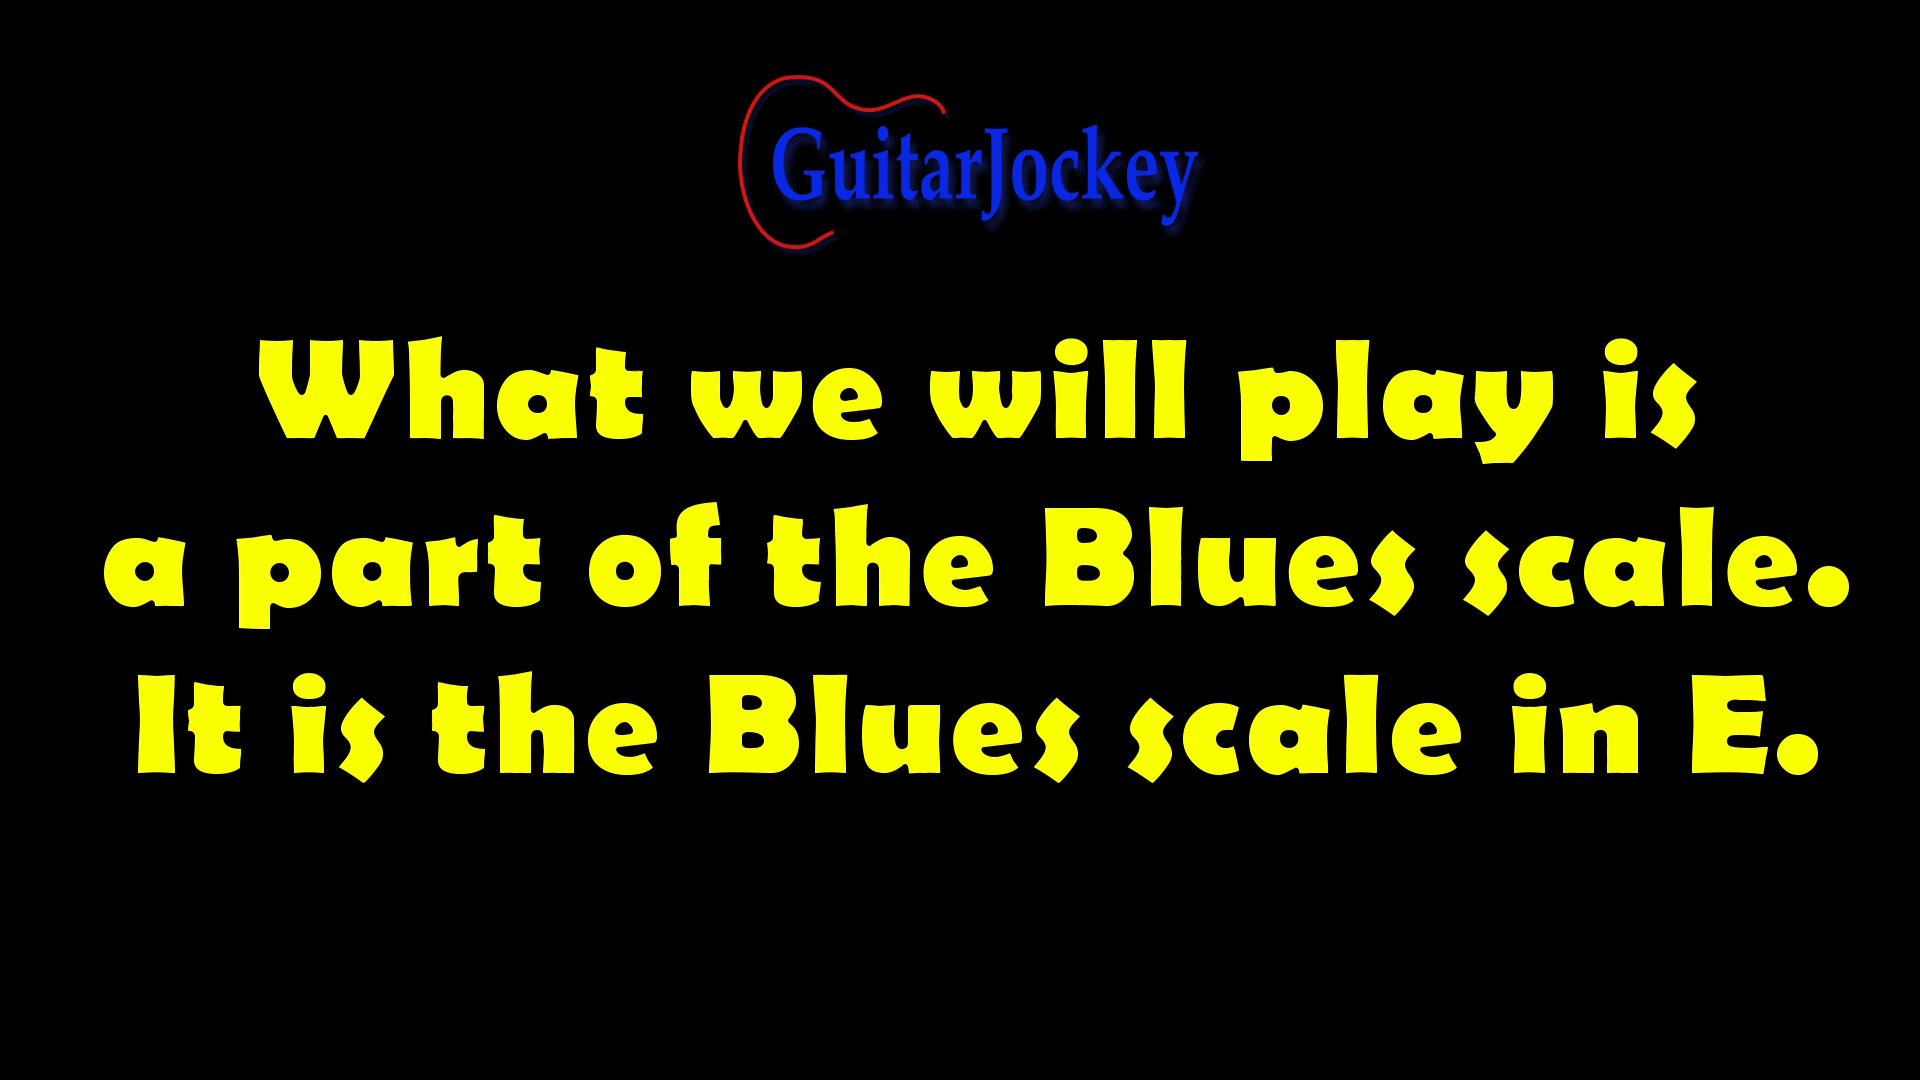 GuitarJockey
What we will play is
a part of the Blues scale.
It is the Blues scale in E.